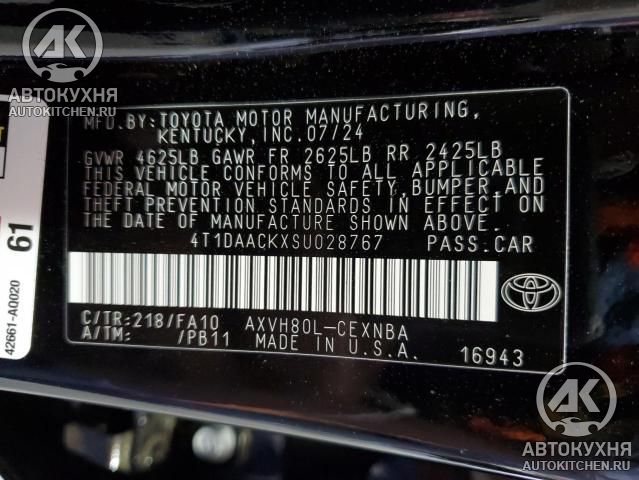 AK
АВТОКУХНЯ
AUTOKITCHEN.RU
MFD.BY:TOYOTA MOTOR MANUFACTURING,
KENTUCKY,INC.07/24
GVWR 4625LB GAWR FR 2625LB RR 2425LB
THIS VEHICLE CONFORMS TO ALL APPLICABLE
FEDERAL MOTOR VEHICLE SAFETY,BUMPER,AND
THEFT PREVENTION STANDARDS IN EFFECT ON
THE DATE OF MANUFACTURE SHOWN ABOVE.
4T1DAACKXSU028767 PASS.CAR
C/TR:218/FA10 AXVH80L-CEXNBA
A/TM: /PB11 MADE IN U.S.A. 16943
42661-AQ020
61
AK
АВТОКУХНЯ
AUTOKITCHEN.RU